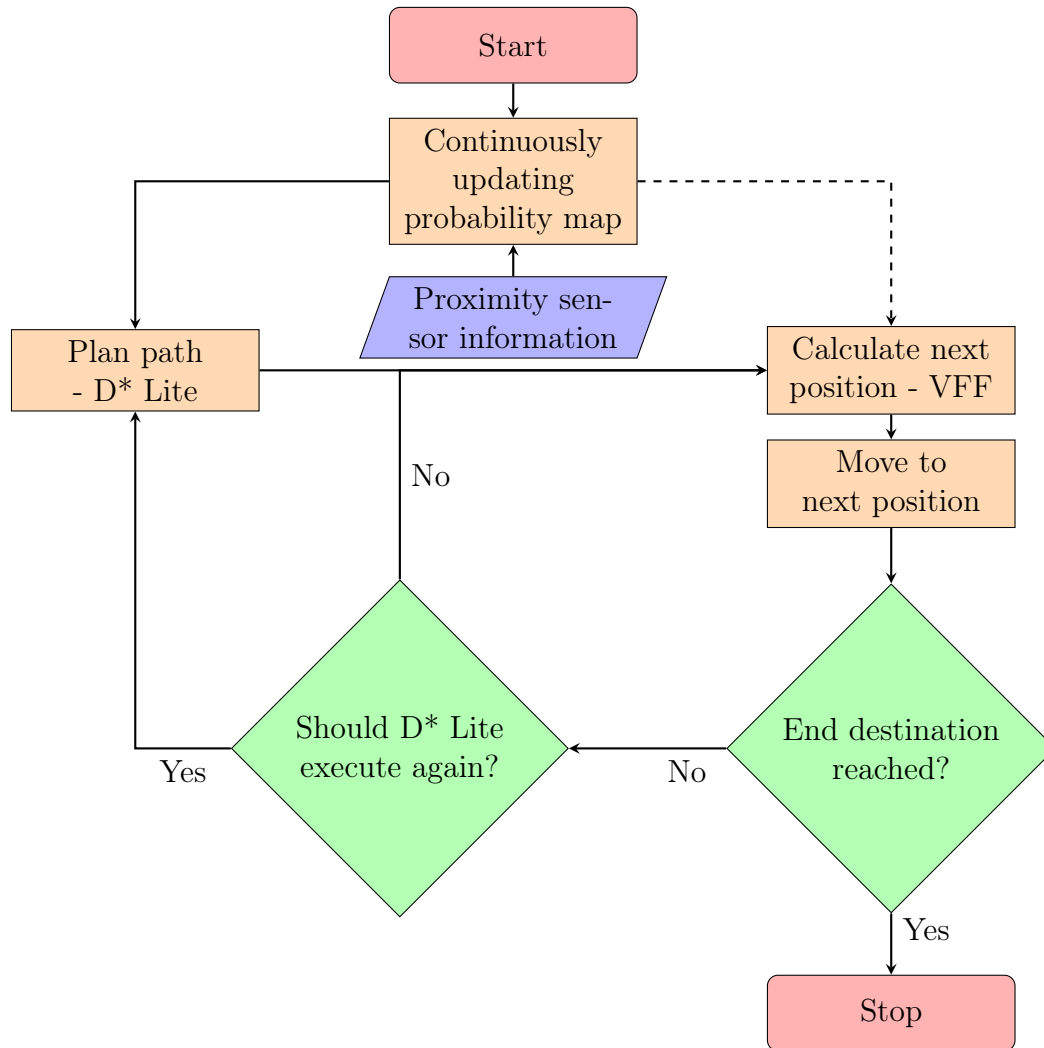 Start
Continuously
updating
probability map
Proximity sen-
sor information
Plan path
- D* Lite
Calculate next
position - VFF
Move to
next position
No
Should D* Lite
execute again?
End destination
reached?
Yes
No
Yes
Stop